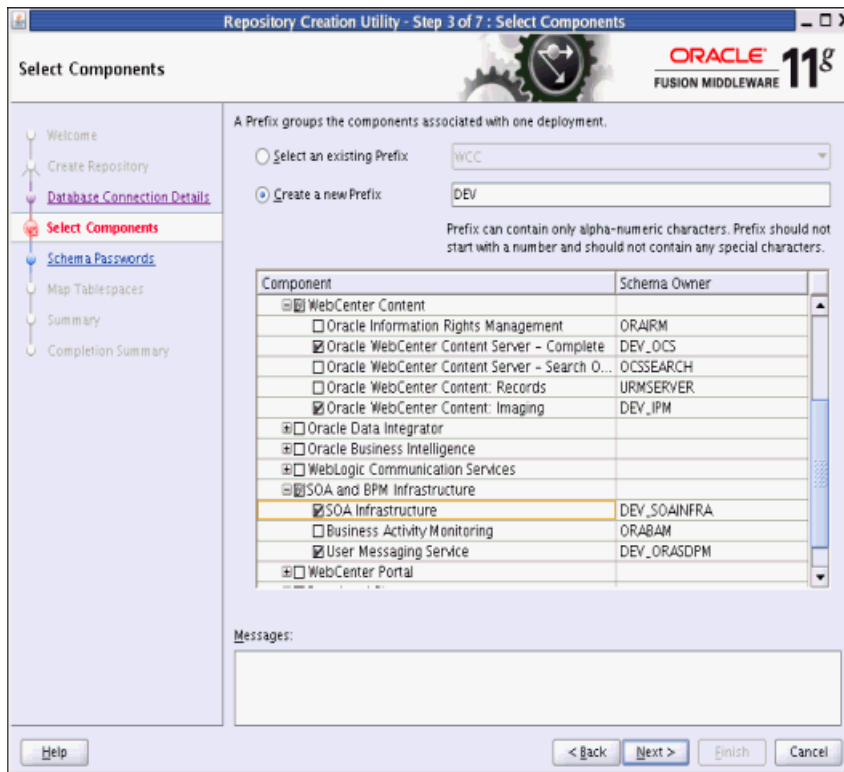 Repository Creation Utility - Step 3 of 7 : Select Components
Select Components
ORACLE
FUSION MIDDLEWARE 11g
Welcome
Create Repository
Database Connection Details
Select Components
Schema Passwords
Map Tablespaces
Summary
Completion Summary
A Prefix groups the components associated with one deployment.
Select an existing Prefix WCC
Create a new Prefix DEV
Prefix can contain only alpha-numeric characters. Prefix should not
start with a number and should not contain any special characters.
Component Schema Owner
WebCenter Content
Oracle Information Rights Management ORAIRM
Oracle WebCenter Content Server - Complete DEV_OCS
Oracle WebCenter Content Server - Search O... OCSSEARCH
Oracle WebCenter Content: Records URMSERVER
Oracle WebCenter Content: Imaging DEV_IPM
Oracle Data Integrator
Oracle Business Intelligence
WebLogic Communication Services
SOA and BPM Infrastructure
SOA Infrastructure DEV_SOAINFRA
Business Activity Monitoring ORABAM
User Messaging Service DEV_ORASDPM
WebCenter Portal
Messages:
Help
< Back
Next >
Finish
Cancel